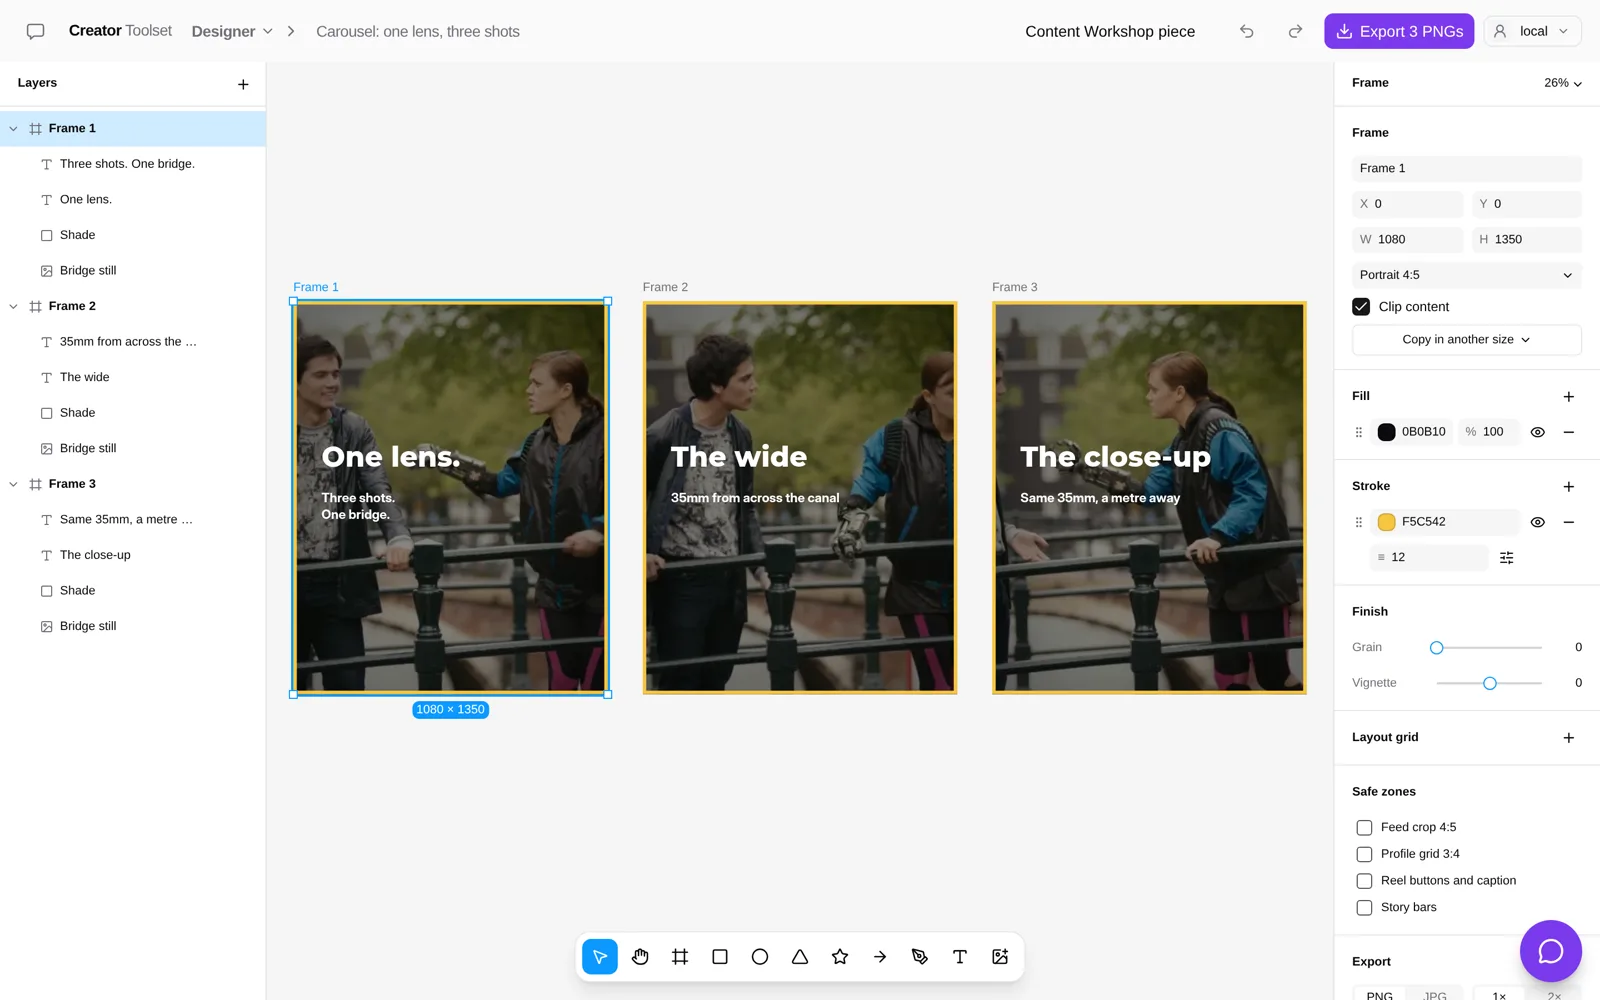 Creator Toolset
Designer
Carousel: one lens, three shots
Content Workshop piece
Export 3 PNGs
local
Layers
Frame 1
Three shots. One bridge.
One lens.
Shade
Bridge still
Frame 2
35mm from across the …
The wide
Shade
Bridge still
Frame 3
Same 35mm, a metre …
The close-up
Shade
Bridge still
Frame 1
One lens.
Three shots.
One bridge.
1080 × 1350
Frame 2
The wide
35mm from across the canal
Frame 3
The close-up
Same 35mm, a metre away
Frame
26%
Frame
Frame 1
X 0
Y 0
W 1080
H 1350
Portrait 4:5
Clip content
Copy in another size
Fill
0B0B10
% 100
Stroke
F5C542
12
Finish
Grain 0
Vignette 0
Layout grid
Safe zones
Feed crop 4:5
Profile grid 3:4
Reel buttons and caption
Story bars
Export
PNG JPG 1× 2×